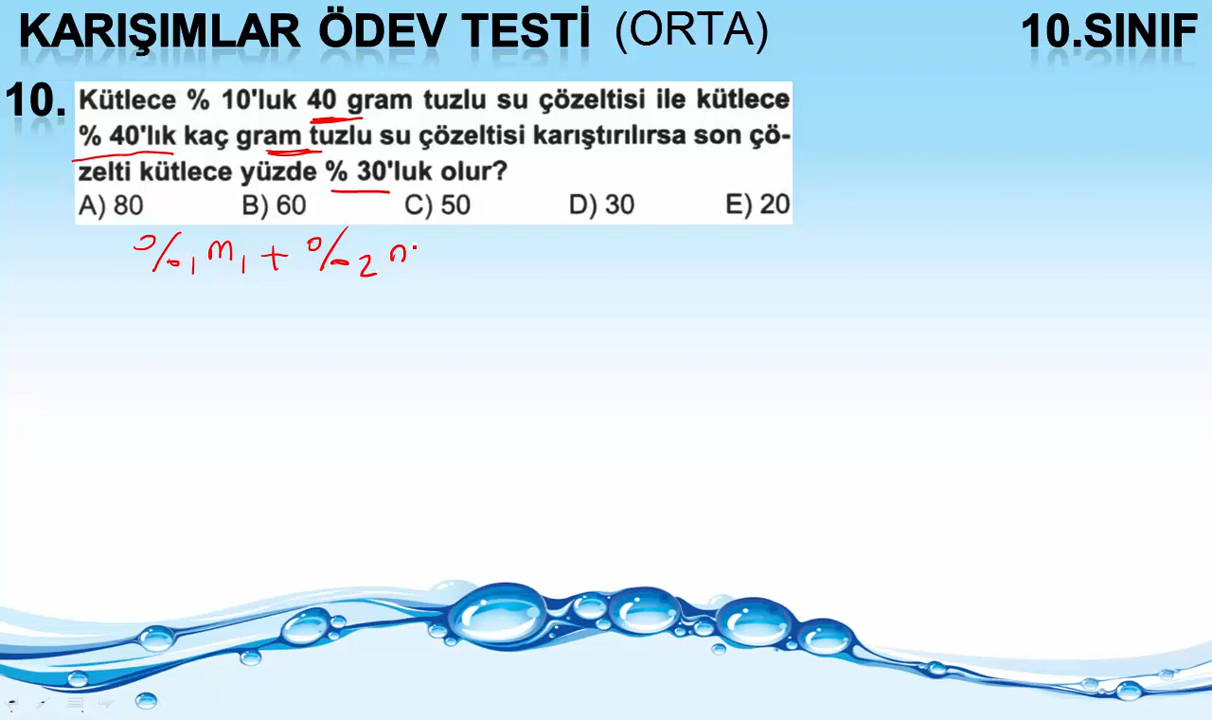 KARIŞIMLAR ÖDEV TESTİ (ORTA) 10.SINIF
10. Kütlece % 10'luk 40 gram tuzlu su çözeltisi ile kütlece
% 40'lık kaç gram tuzlu su çözeltisi karıştırılırsa son çö-
zelti kütlece yüzde % 30'luk olur?
A) 80 B) 60 C) 50 D) 30 E) 20
%₁ m₁ + %₂